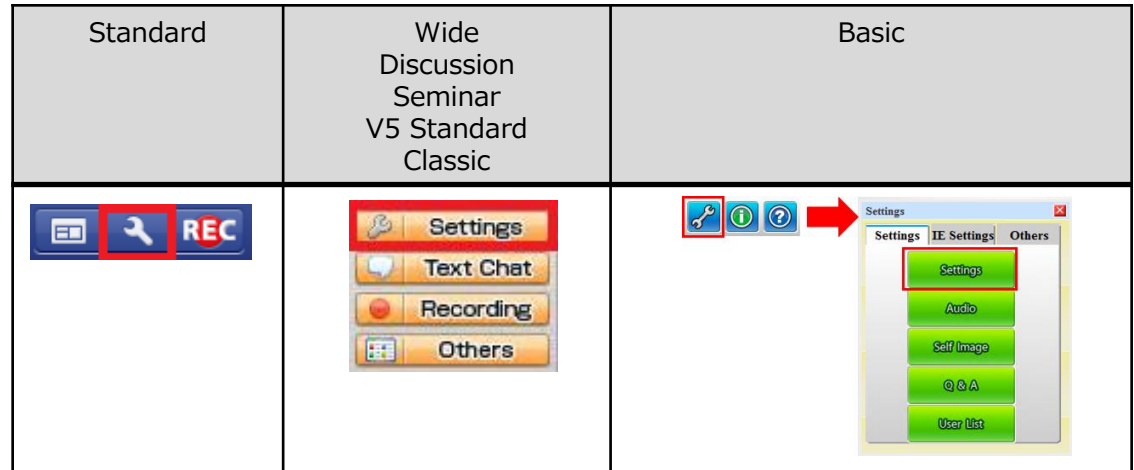 Standard
Wide
Discussion
Seminar
V5 Standard
Classic
Basic
REC
Settings
Text Chat
Recording
Others
Settings
Settings IE Settings Others
Settings
Audio
Self Image
Q & A
User List